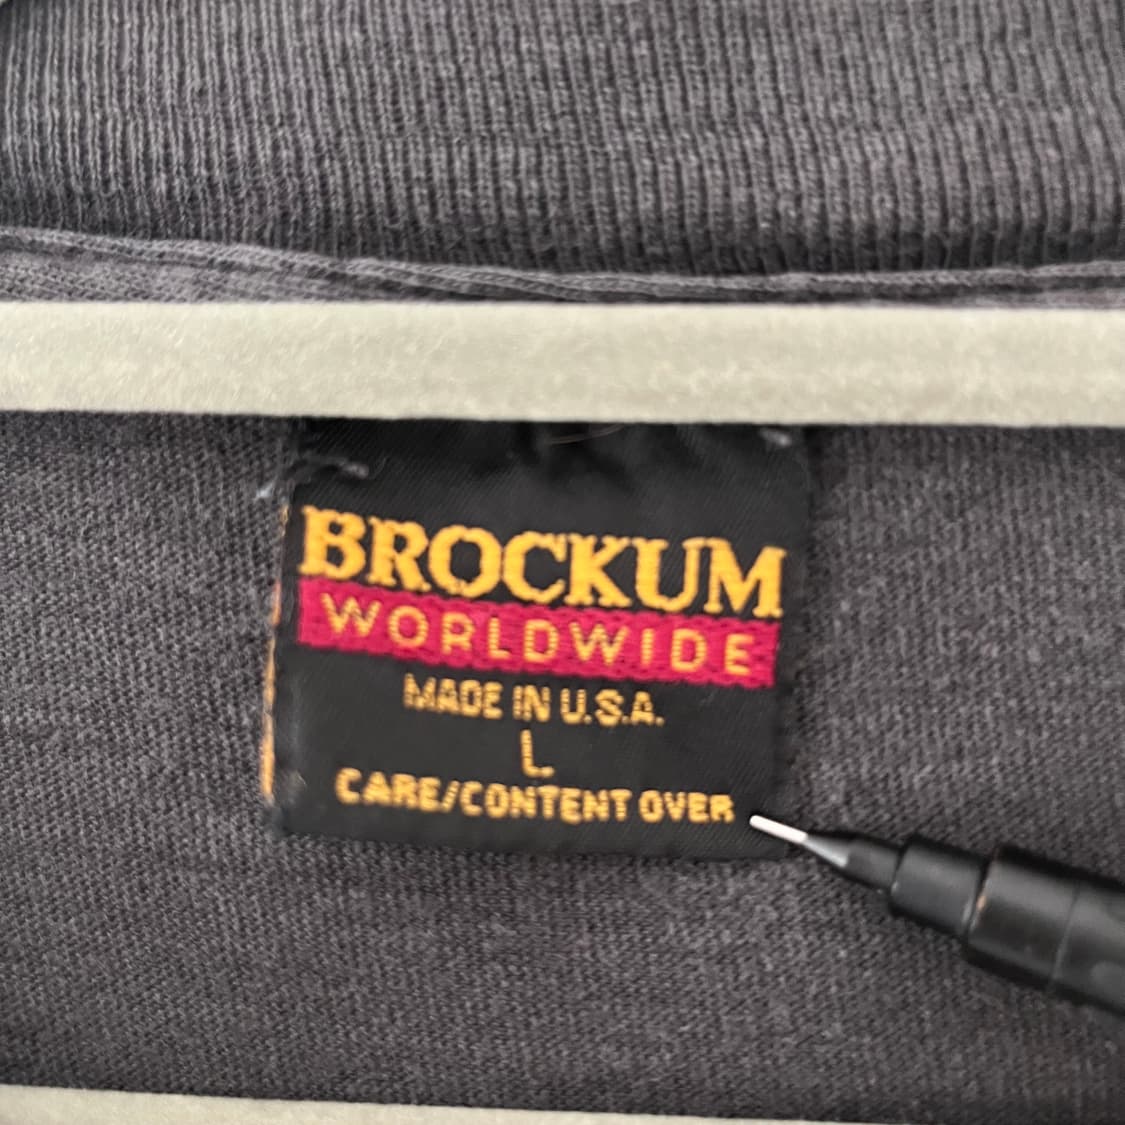 BROCKUM
WORLDWIDE
MADE IN U.S.A.
L
CARE/CONTENT OVER